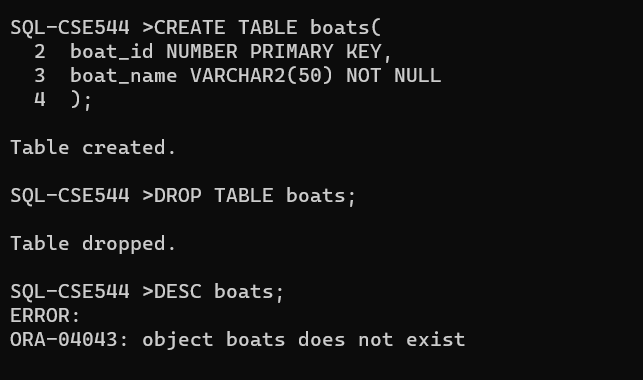 SQL-CSE544 >CREATE TABLE boats(
  2  boat_id NUMBER PRIMARY KEY,
  3  boat_name VARCHAR2(50) NOT NULL
  4  );
Table created.
SQL-CSE544 >DROP TABLE boats;
Table dropped.
SQL-CSE544 >DESC boats;
ERROR:
ORA-04043: object boats does not exist